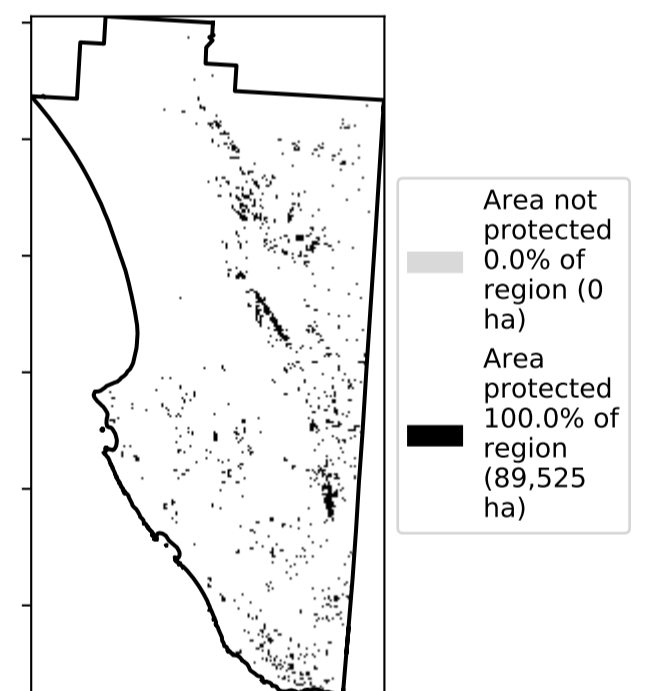 Area not
protected
0.0% of
region (0
ha)
Area
protected
100.0% of
region
(89,525
ha)